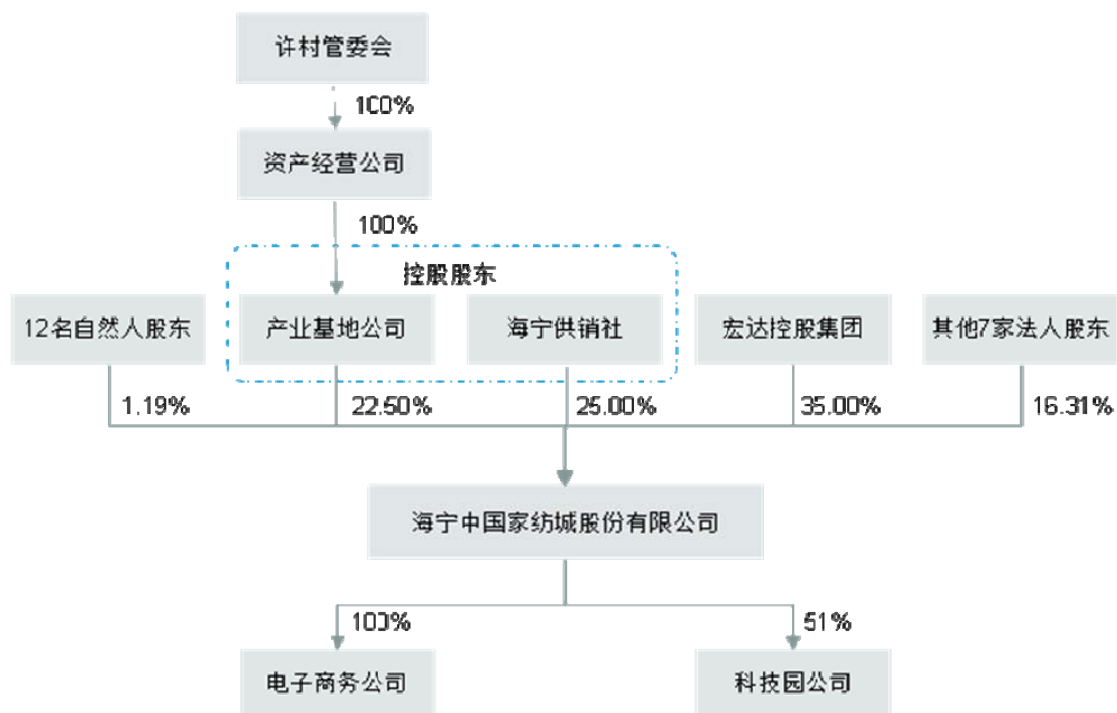 许村管委会
100%
资产经营公司
100%
控股股东
12名自然人股东
产业基地公司
海宁供销社
宏达控股集团
其他7家法人股东
1.19%
22.50%
25.00%
35.00%
16.31%
海宁中国家纺城股份有限公司
100%
51%
电子商务公司
科技园公司